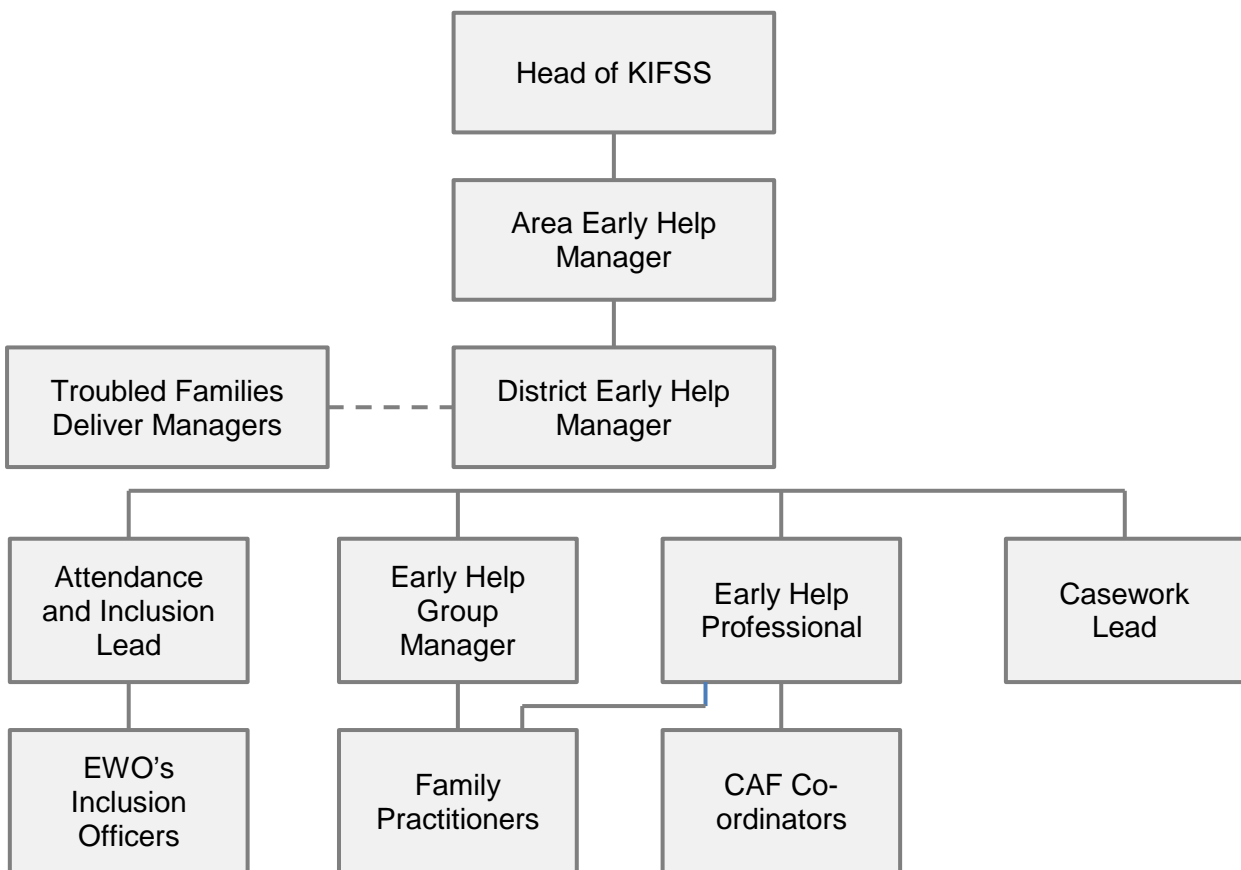 Head of KIFSS
Area Early Help
Manager
Troubled Families
Deliver Managers
District Early Help
Manager
Attendance
and Inclusion
Lead
Early Help
Group
Manager
Early Help
Professional
Casework
Lead
EWO’s
Inclusion
Officers
Family
Practitioners
CAF Co-
ordinators